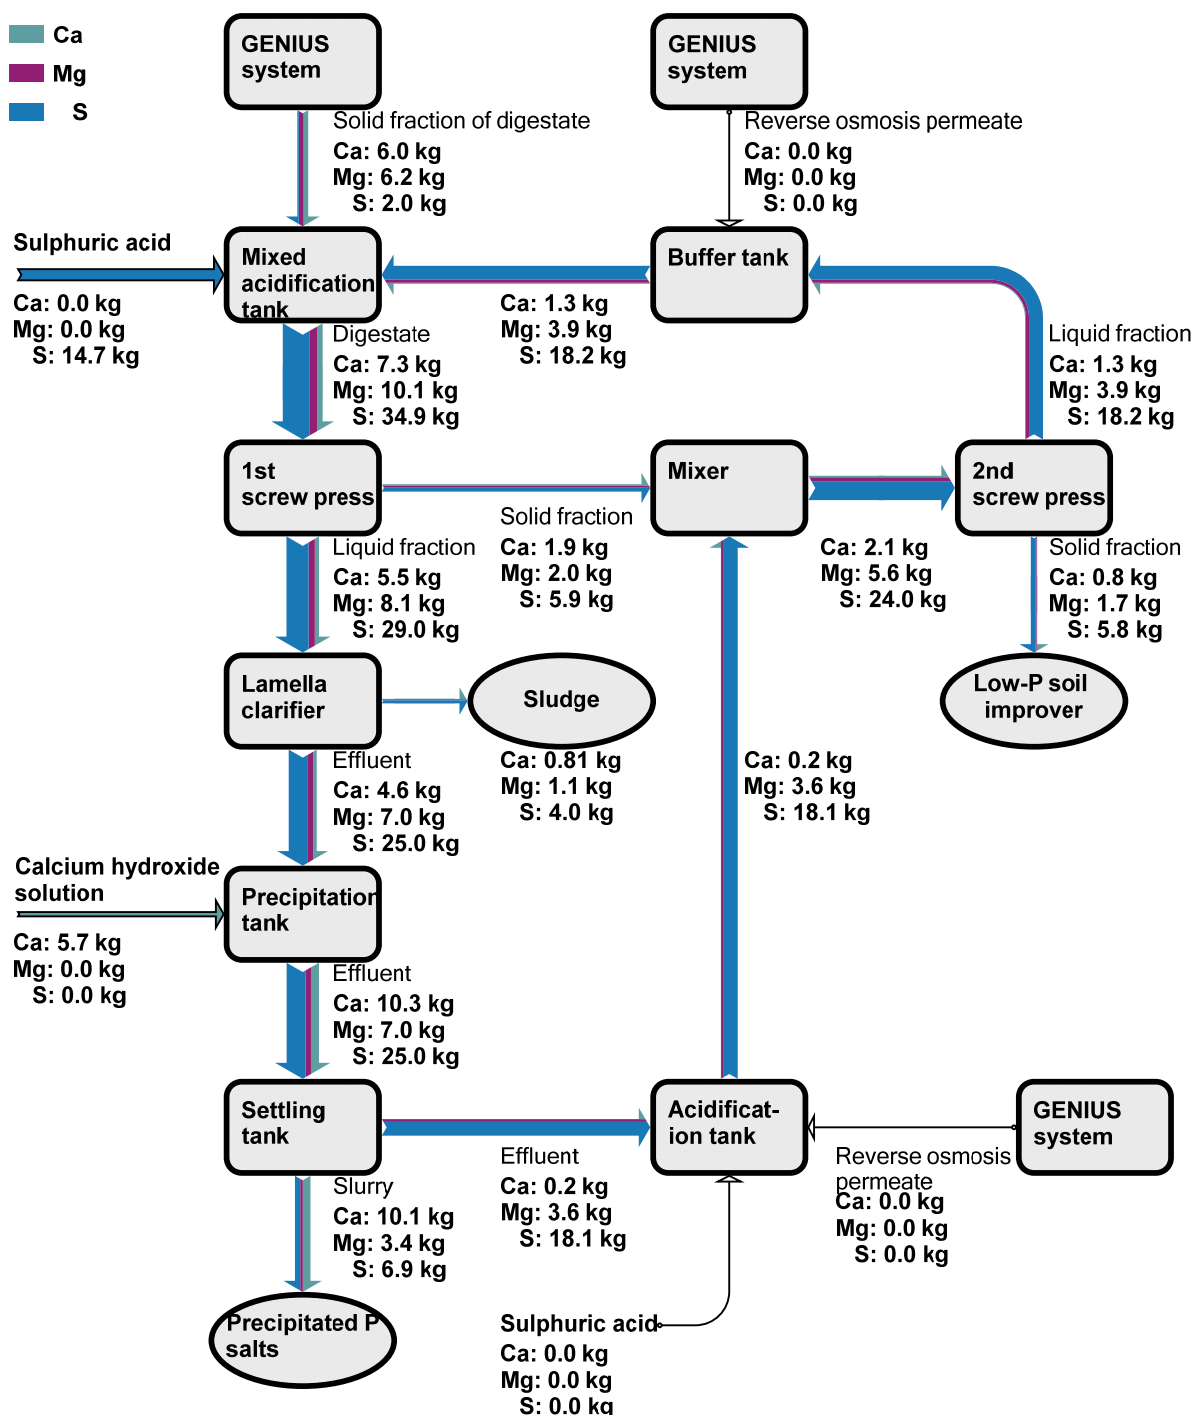 Ca
Mg
S
GENIUS
system
GENIUS
system
Solid fraction of digestate
Ca: 6.0 kg
Mg: 6.2 kg
S: 2.0 kg
Reverse osmosis permeate
Ca: 0.0 kg
Mg: 0.0 kg
S: 0.0 kg
Sulphuric acid
Ca: 0.0 kg
Mg: 0.0 kg
S: 14.7 kg
Mixed
acidification
tank
Buffer tank
Ca: 1.3 kg
Mg: 3.9 kg
S: 18.2 kg
Digestate
Ca: 7.3 kg
Mg: 10.1 kg
S: 34.9 kg
Liquid fraction
Ca: 1.3 kg
Mg: 3.9 kg
S: 18.2 kg
1st
screw press
Mixer
2nd
screw press
Solid fraction
Ca: 1.9 kg
Mg: 2.0 kg
S: 5.9 kg
Liquid fraction
Ca: 5.5 kg
Mg: 8.1 kg
S: 29.0 kg
Ca: 2.1 kg
Mg: 5.6 kg
S: 24.0 kg
Solid fraction
Ca: 0.8 kg
Mg: 1.7 kg
S: 5.8 kg
Lamella
clarifier
Sludge
Ca: 0.81 kg
Mg: 1.1 kg
S: 4.0 kg
Low-P soil
improver
Effluent
Ca: 4.6 kg
Mg: 7.0 kg
S: 25.0 kg
Ca: 0.2 kg
Mg: 3.6 kg
S: 18.1 kg
Calcium hydroxide
solution
Ca: 5.7 kg
Mg: 0.0 kg
S: 0.0 kg
Precipitation
tank
Effluent
Ca: 10.3 kg
Mg: 7.0 kg
S: 25.0 kg
Settling
tank
Acidificat-
ion tank
GENIUS
system
Effluent
Ca: 0.2 kg
Mg: 3.6 kg
S: 18.1 kg
Reverse osmosis
permeate
Ca: 0.0 kg
Mg: 0.0 kg
S: 0.0 kg
Slurry
Ca: 10.1 kg
Mg: 3.4 kg
S: 6.9 kg
Precipitated P
salts
Sulphuric acid
Ca: 0.0 kg
Mg: 0.0 kg
S: 0.0 kg